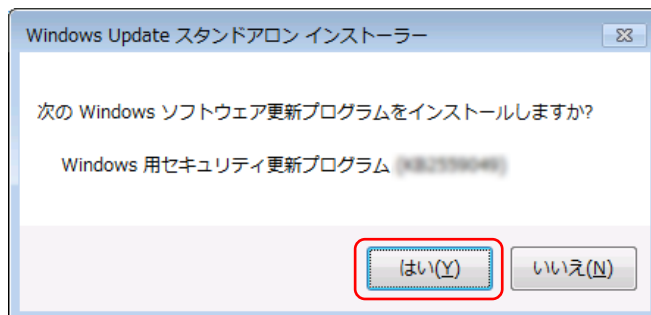 Windows Update スタンドアロン インストーラー
次の Windows ソフトウェア更新プログラムをインストールしますか?
Windows 用セキュリティ更新プログラム
はい(Y)
いいえ(N)